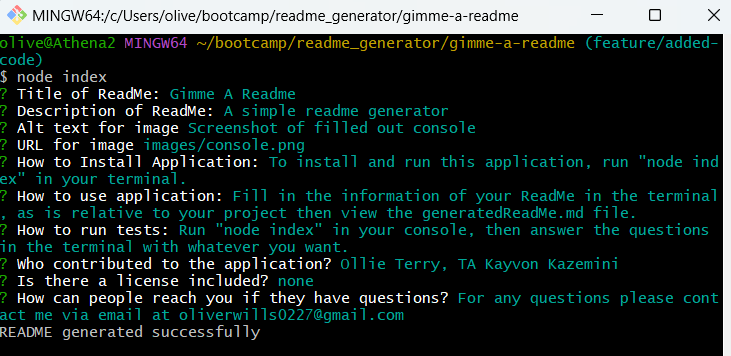 MINGW64:/c/Users/olive/bootcamp/readme_generator/gimme-a-readme
olive@Athena2 MINGW64 ~/bootcamp/readme_generator/gimme-a-readme (feature/added-
code)
$ node index
? Title of ReadMe: Gimme A Readme
? Description of ReadMe: A simple readme generator
? Alt text for image Screenshot of filled out console
? URL for image images/console.png
? How to Install Application: To install and run this application, run "node ind
ex" in your terminal.
? How to use application: Fill in the information of your ReadMe in the terminal
, as is relative to your project then view the generatedReadMe.md file.
? How to run tests: Run "node index" in your console, then answer the questions
in the terminal with whatever you want.
? Who contributed to the application? Ollie Terry, TA Kayvon Kazemini
? Is there a license included? none
? How can people reach you if they have questions? For any questions please cont
act me via email at oliverwills0227@gmail.com
README generated successfully